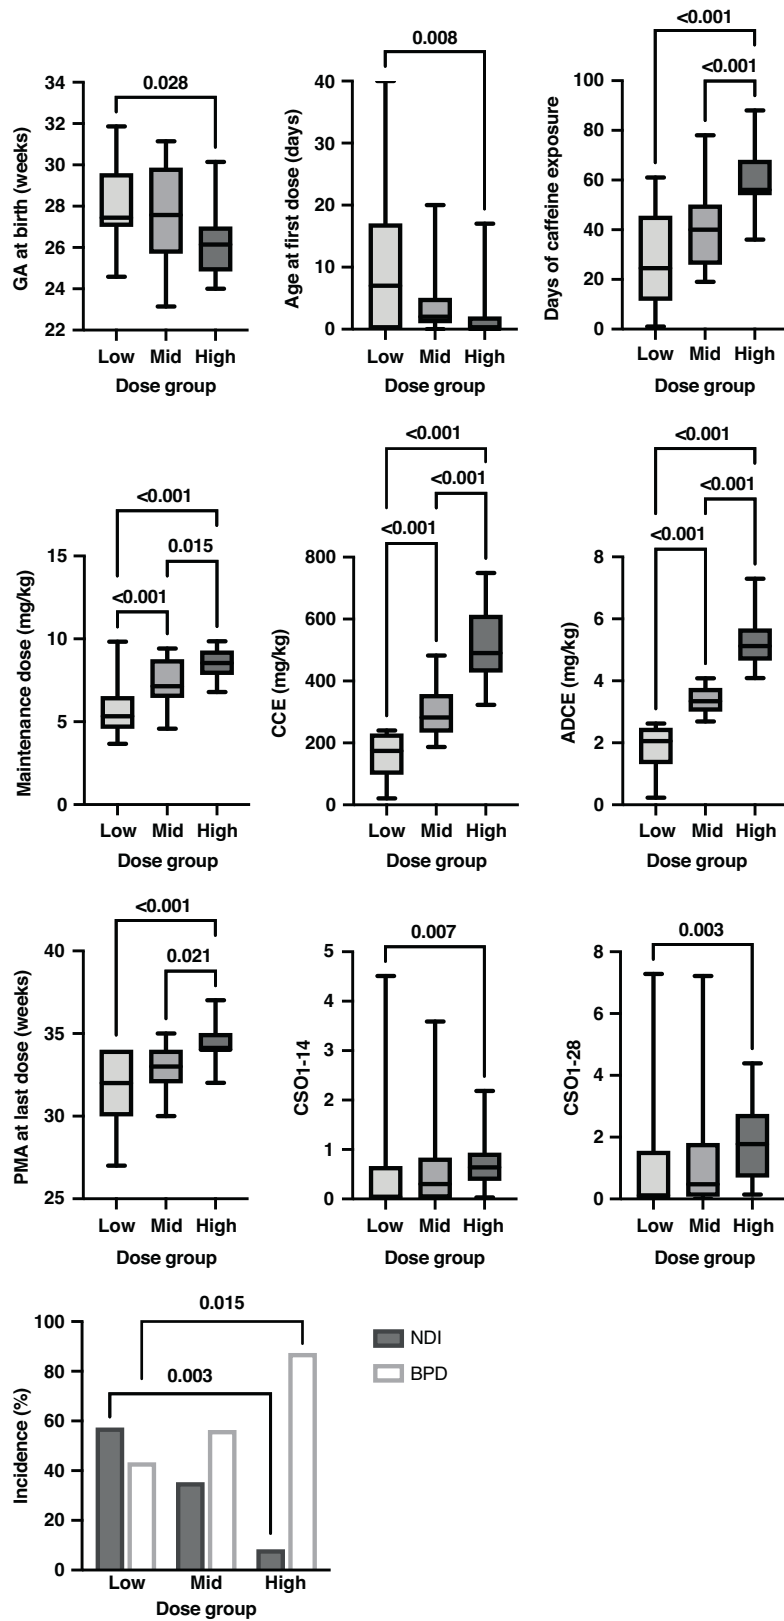 <0.001
0.008
0.028
<0.001
GA at birth (weeks)
34
32
30
28
26
24
22
Low Mid High
Dose group
Age at first dose (days)
40
30
20
10
0
Low Mid High
Dose group
Days of caffeine exposure
100
80
60
40
20
0
Low Mid High
Dose group
<0.001
0.015
<0.001
Maintenance dose (mg/kg)
15
10
5
0
Low Mid High
Dose group
<0.001
<0.001
<0.001
CCE (mg/kg)
800
600
400
200
0
Low Mid High
Dose group
<0.001
<0.001
<0.001
ADCE (mg/kg)
8
6
4
2
0
Low Mid High
Dose group
<0.001
0.021
PMA at last dose (weeks)
40
35
30
25
Low Mid High
Dose group
0.007
CSO1-14
5
4
3
2
1
0
Low Mid High
Dose group
0.003
CSO1-28
8
6
4
2
0
Low Mid High
Dose group
0.015
0.003
Incidence (%)
100
80
60
40
20
0
Low Mid High
Dose group
NDI
BPD